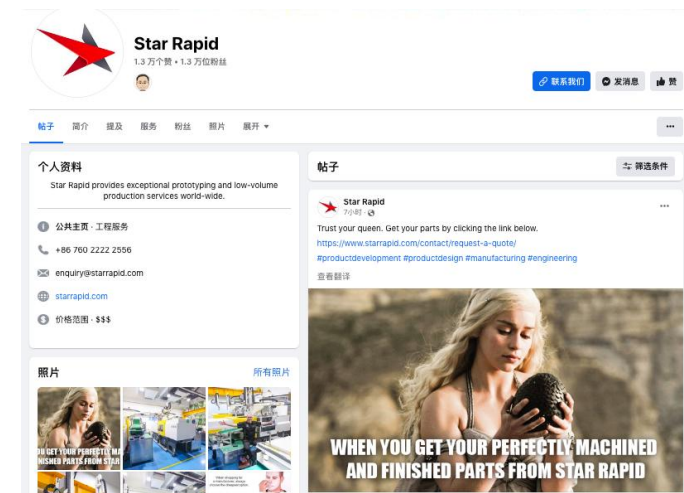 Star Rapid
1.3 万个赞 • 1.3 万位粉丝
联系我们
发消息
赞
帖子
简介
提及
服务
粉丝
照片
展开
个人资料
Star Rapid provides exceptional prototyping and low-volume
production services world-wide.
公共主页 · 工程服务
+86 760 2222 2556
enquiry@starrapid.com
starrapid.com
价格范围 · $$$
照片
所有照片
帖子
筛选条件
Star Rapid
7小时 ·
Trust your queen. Get your parts by clicking the link below.
https://www.starrapid.com/contact/request-a-quote/
#productdevelopment #productdesign #manufacturing #engineering
查看翻译
WHEN YOU GET YOUR PERFECTLY MACHINED
AND FINISHED PARTS FROM STAR RAPID